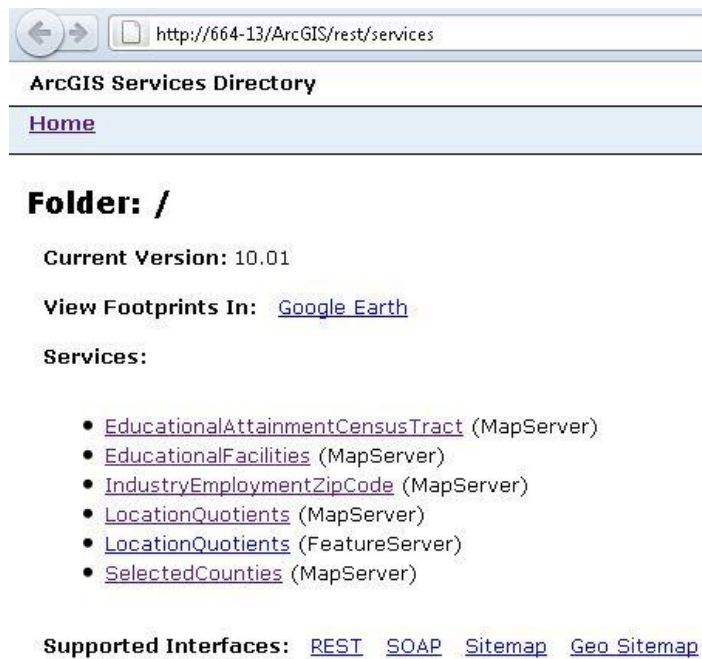 http://664-13/ArcGIS/rest/services
ArcGIS Services Directory
Home
Folder: /
Current Version: 10.01
View Footprints In: Google Earth
Services:
EducationalAttainmentCensusTract (MapServer)
EducationalFacilities (MapServer)
IndustryEmploymentZipCode (MapServer)
LocationQuotients (MapServer)
LocationQuotients (FeatureServer)
SelectedCounties (MapServer)
Supported Interfaces: REST SOAP Sitemap Geo Sitemap